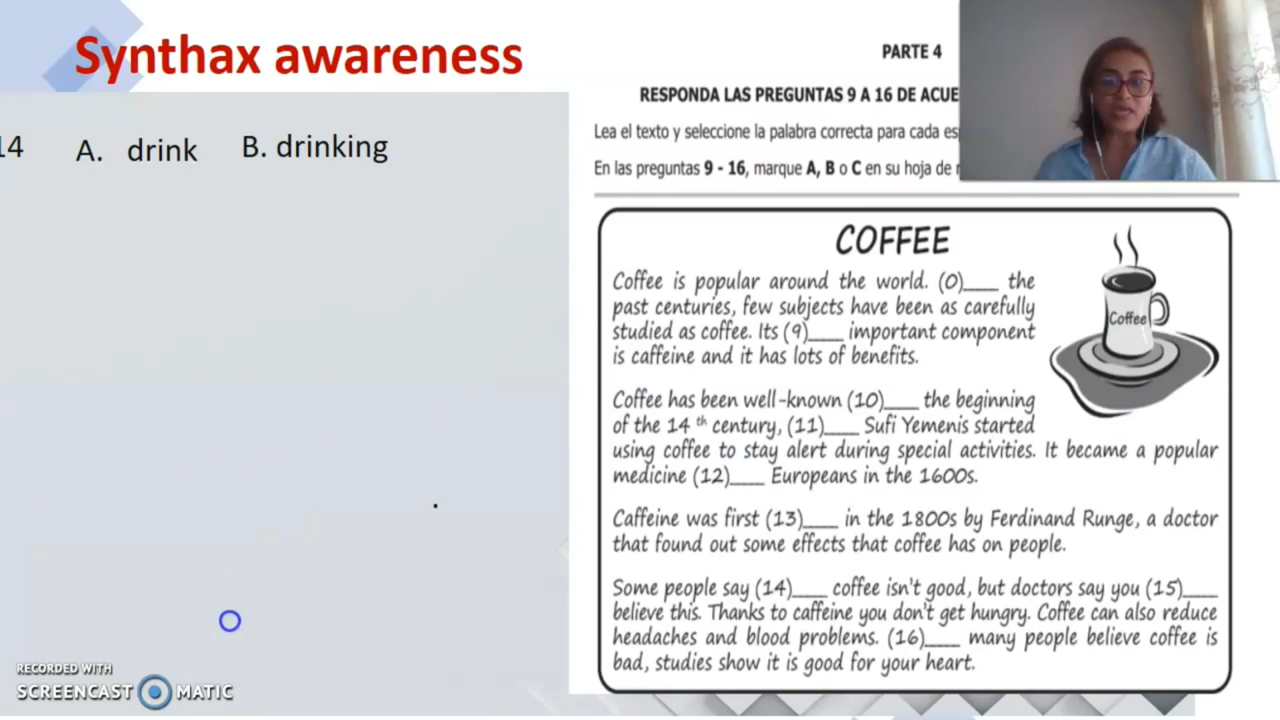 Synthax awareness
14 A. drink B. drinking
.
PARTE 4
RESPONDA LAS PREGUNTAS 9 A 16 DE
Lea el texto y seleccione la palabra correcta para cada
En las preguntas 9 - 16, marque A, B o C en su hoja de
COFFEE
Coffee is popular around the world. (0)____ the
past centuries, few subjects have been as carefully
studied as coffee. Its (9)____ important component
is caffeine and it has lots of benefits.
Coffee
Coffee has been well-known (10)____ the beginning
of the 14 th century, (11)____ Sufi Yemenis started
using coffee to stay alert during special activities. It became a popular
medicine (12)____ Europeans in the 1600s.
Caffeine was first (13)____ in the 1800s by Ferdinand Runge, a doctor
that found out some effects that coffee has on people.
Some people say (14)____ coffee isn't good, but doctors say you (15)____
believe this. Thanks to caffeine you don't get hungry. Coffee can also reduce
headaches and blood problems. (16)____ many people believe coffee is
bad, studies show it is good for your heart.
RECORDED WITH
SCREENCAST MATIC